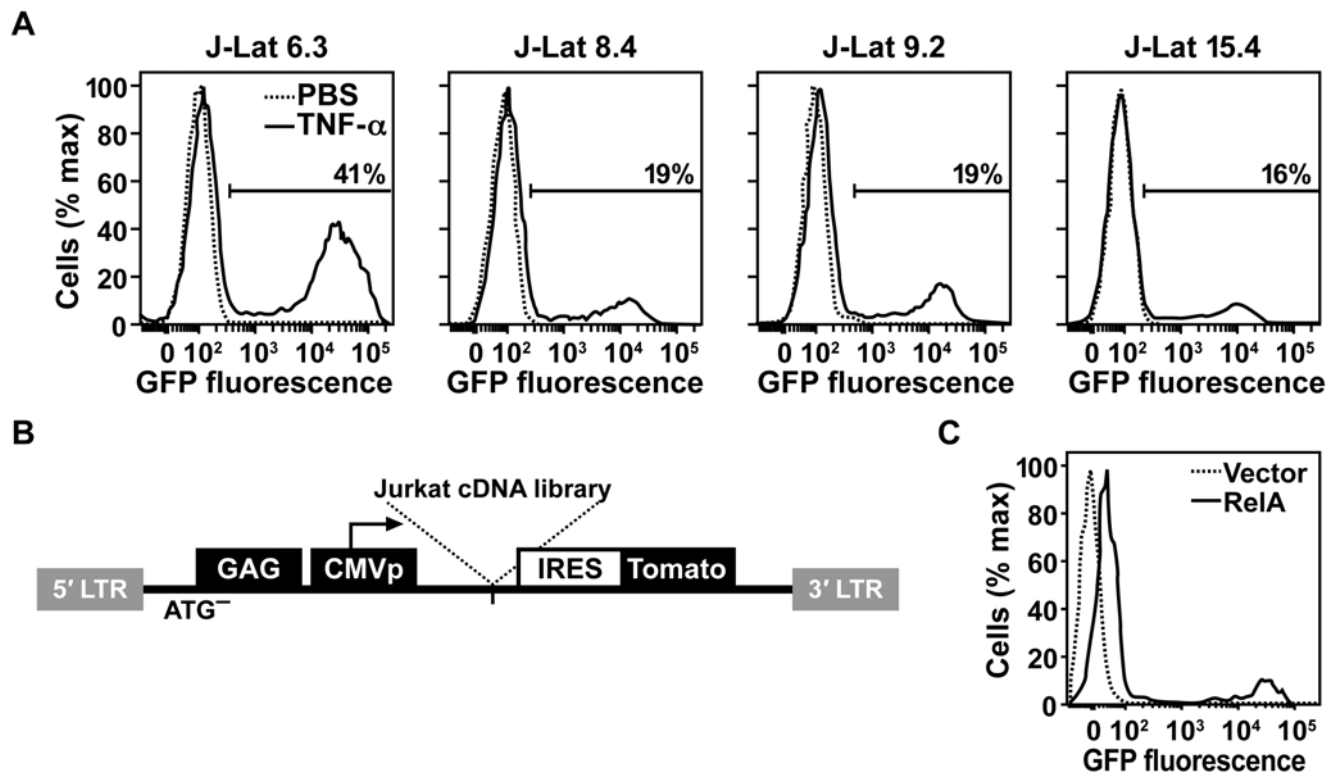 A
J-Lat 6.3 J-Lat 8.4 J-Lat 9.2 J-Lat 15.4
Cells (% max)
100
80
60
40
20
0
PBS
TNF-α
41% 19% 19% 16%
0 10² 10³ 10⁴ 10⁵ 0 10² 10³ 10⁴ 10⁵ 0 10² 10³ 10⁴ 10⁵ 0 10² 10³ 10⁴ 10⁵
GFP fluorescence GFP fluorescence GFP fluorescence GFP fluorescence
B
Jurkat cDNA library
5′ LTR GAG CMVp IRES Tomato 3′ LTR
ATG⁻
C
Cells (% max)
100
80
60
40
20
0
Vector
RelA
0 10² 10³ 10⁴ 10⁵
GFP fluorescence